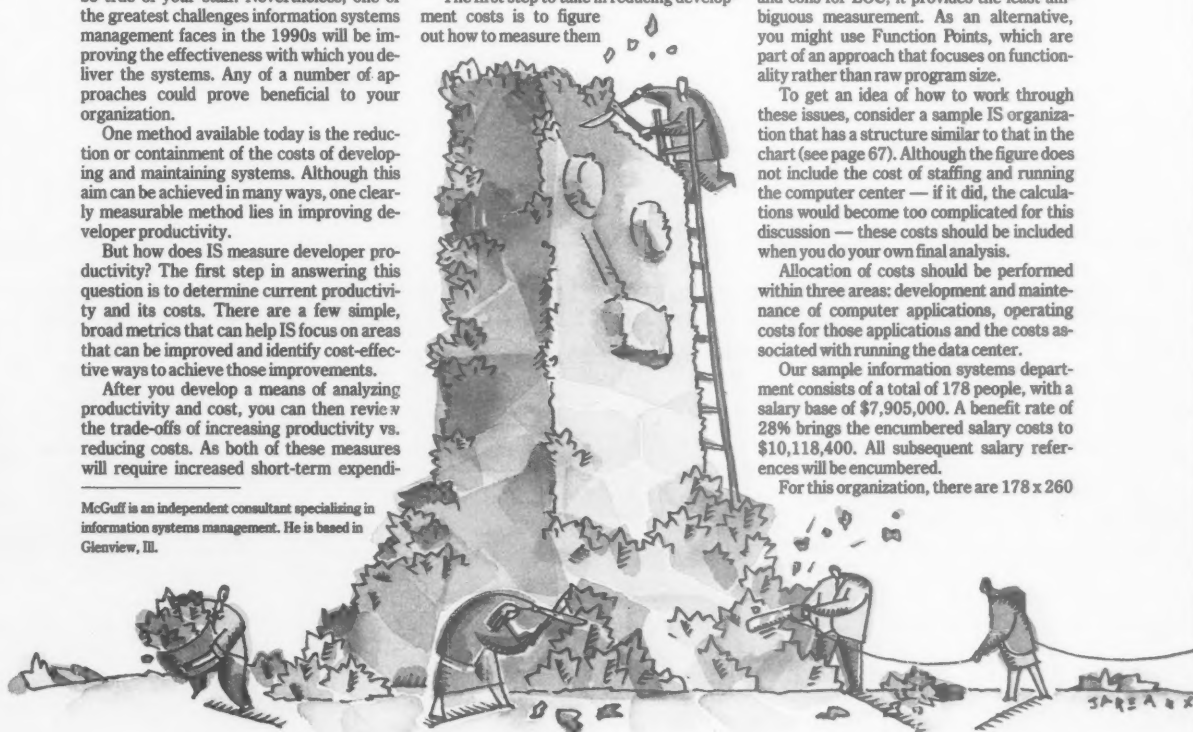 the greatest challenges information systems
management faces in the 1990s will be im-
proving the effectiveness with which you de-
liver the systems. Any of a number of ap-
proaches could prove beneficial to your
organization.
One method available today is the reduc-
tion or containment of the costs of develop-
ing and maintaining systems. Although this
aim can be achieved in many ways, one clear-
ly measurable method lies in improving de-
veloper productivity.
But how does IS measure developer pro-
ductivity? The first step in answering this
question is to determine current productivi-
ty and its costs. There are a few simple,
broad metrics that can help IS focus on areas
that can be improved and identify cost-effec-
tive ways to achieve those improvements.
After you develop a means of analyzing
productivity and cost, you can then review
the trade-offs of increasing productivity vs.
reducing costs. As both of these measures
will require increased short-term expendi-
McGuff is an independent consultant specializing in
information systems management. He is based in
Glenview, Ill.
The first step to take in reducing develop-
ment costs is to figure
out how to measure them
and cons for LOC, it provides the least am-
biguous measurement. As an alternative,
you might use Function Points, which are
part of an approach that focuses on function-
ality rather than raw program size.
To get an idea of how to work through
these issues, consider a sample IS organiza-
tion that has a structure similar to that in the
chart (see page 67). Although the figure does
not include the cost of staffing and running
the computer center — if it did, the calcula-
tions would become too complicated for this
discussion — these costs should be included
when you do your own final analysis.
Allocation of costs should be performed
within three areas: development and mainte-
nance of computer applications, operating
costs for those applications and the costs as-
sociated with running the data center.
Our sample information systems depart-
ment consists of a total of 178 people, with a
salary base of $7,905,000. A benefit rate of
28% brings the encumbered salary costs to
$10,118,400. All subsequent salary refer-
ences will be encumbered.
For this organization, there are 178 x 260